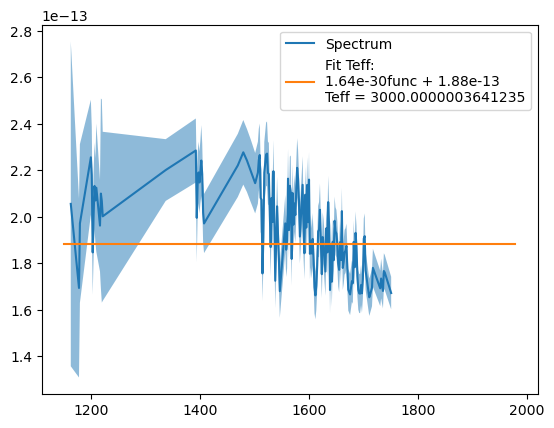 1e−13
2.8
2.6
2.4
2.2
2.0
1.8
1.6
1.4
1200
1400
1600
1800
2000
Spectrum
Fit Teff:
1.64e-30func + 1.88e-13
Teff = 3000.0000003641235